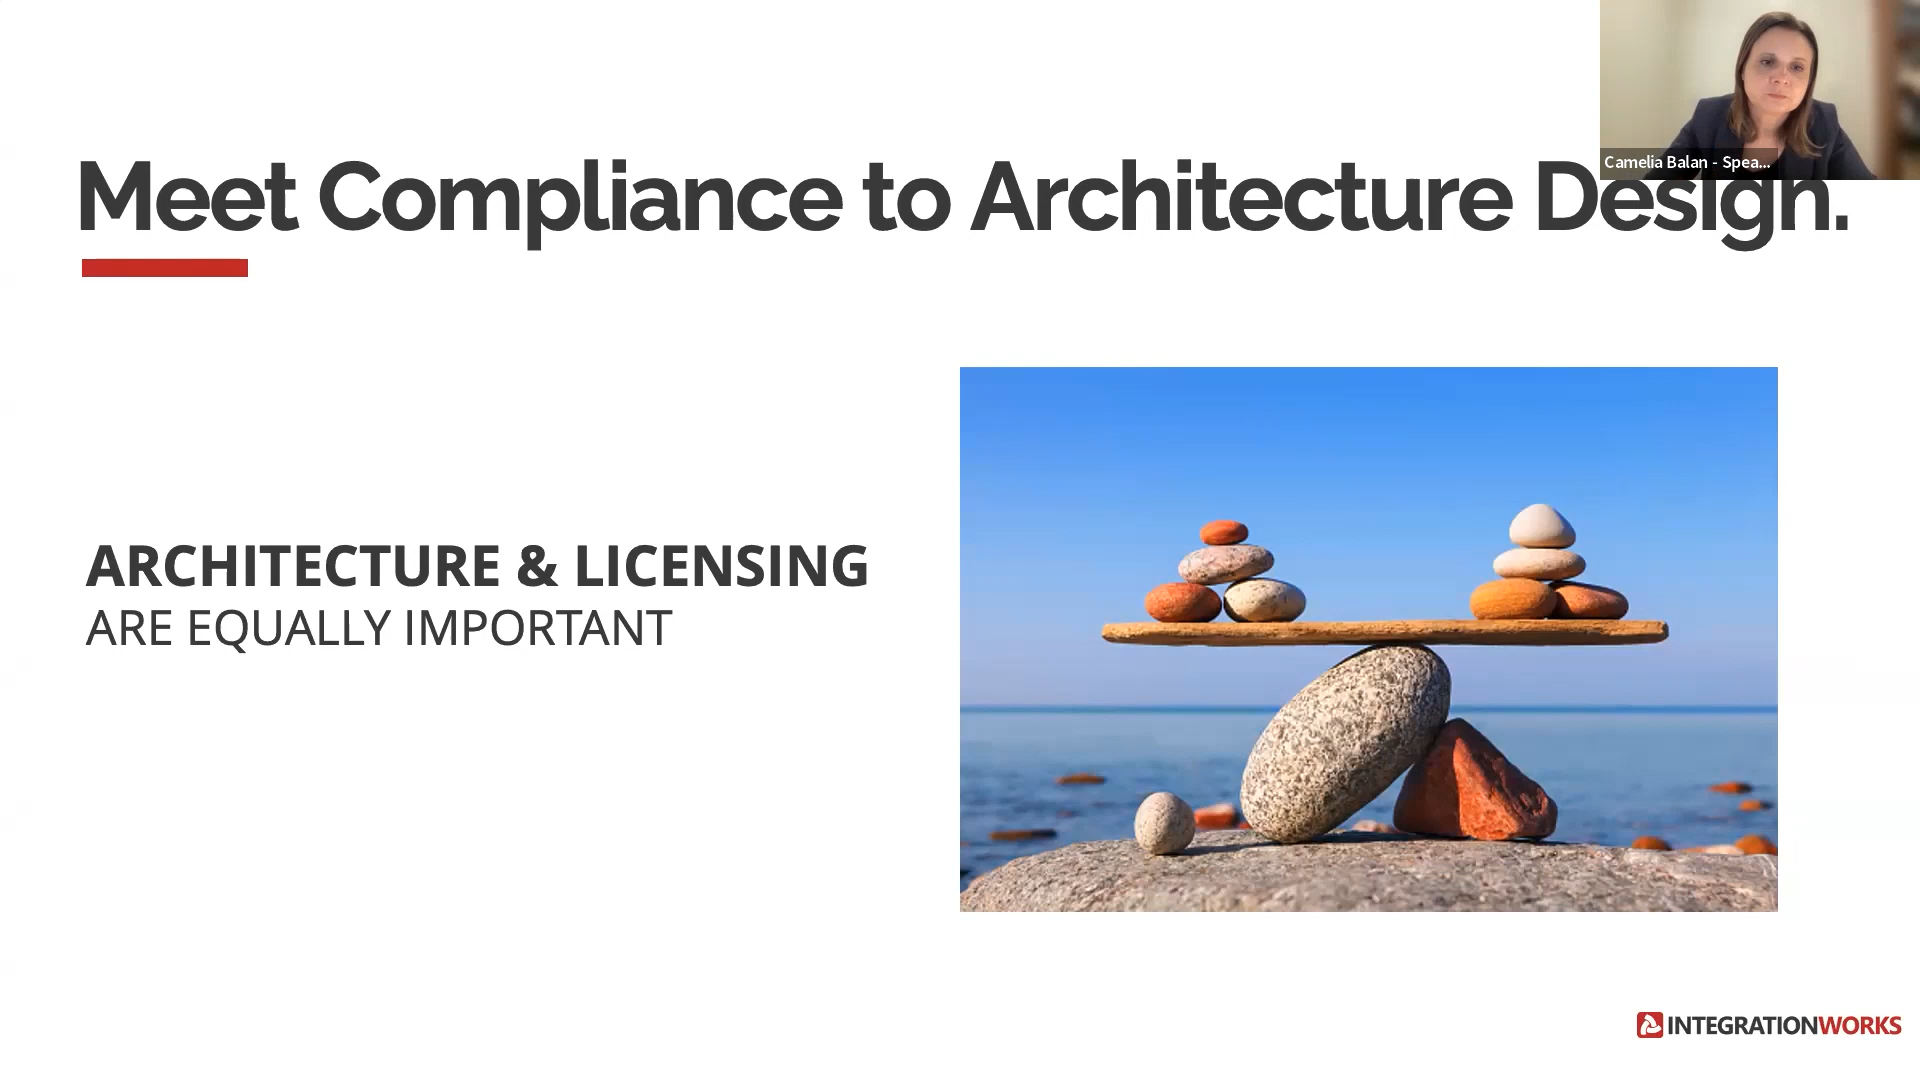 Camelia Balan - Spea...
Meet Compliance to Architecture Design.
ARCHITECTURE & LICENSING
ARE EQUALLY IMPORTANT
INTEGRATIONWORKS